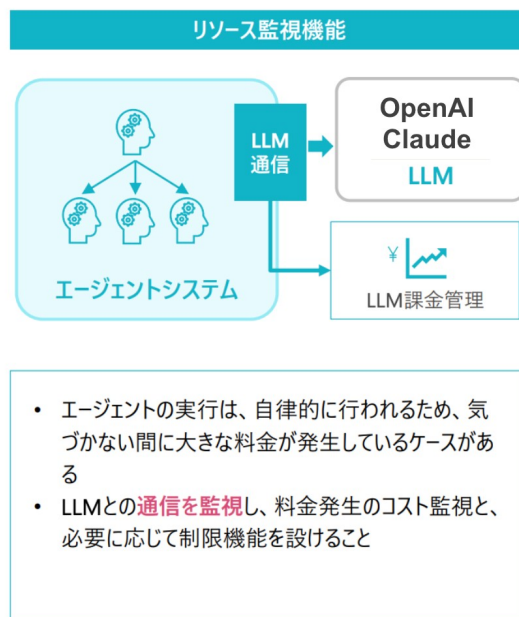 リソース監視機能
OpenAI
Claude
LLM
LLM
通信
エージェントシステム
¥
LLM課金管理
• エージェントの実行は、自律的に行われるため、気
づかない間に大きな料金が発生しているケースがあ
る
• LLMとの通信を監視し、料金発生のコスト監視と、
必要に応じて制限機能を設けること